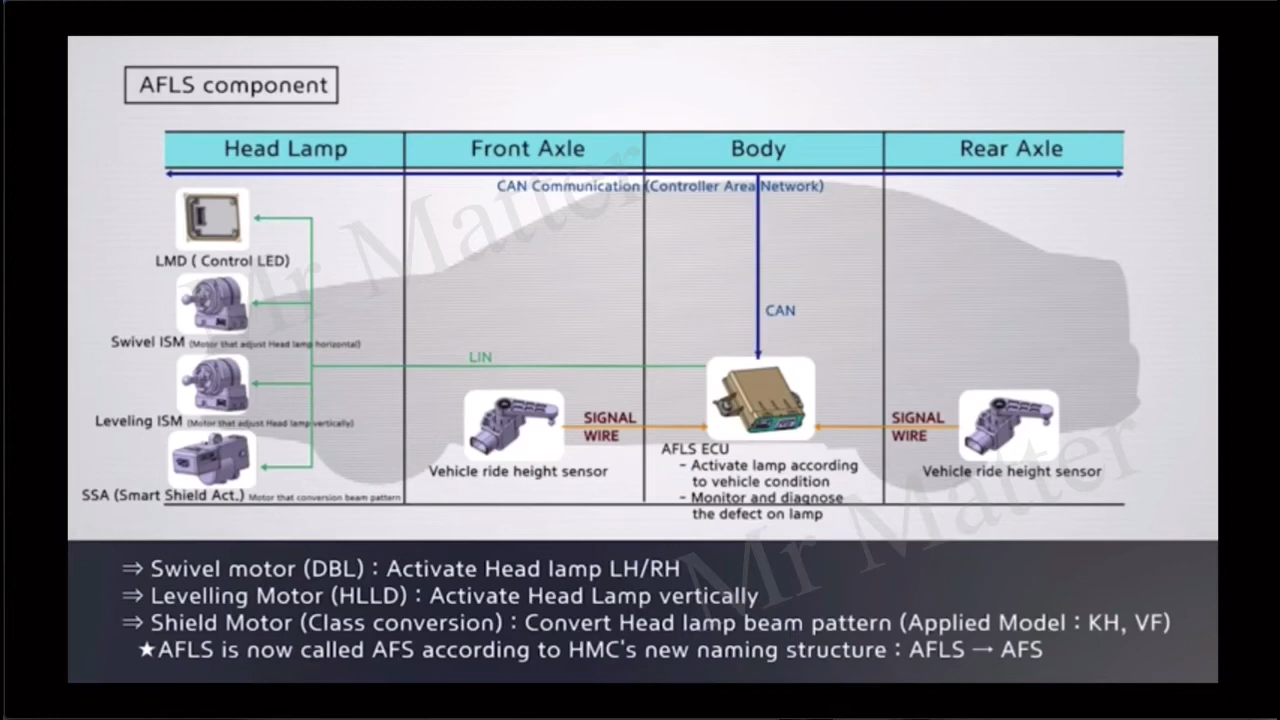 AFLS component
Head Lamp
Front Axle
Body
Rear Axle
CAN Communication (Controller Area Network)
LMD ( Control LED)
CAN
Swivel ISM (Motor that adjust Head lamp horizontal)
LIN
Leveling ISM (Motor that adjust Head lamp vertically)
SIGNAL
WIRE
SIGNAL
WIRE
AFLS ECU
- Activate lamp according
to vehicle condition
- Monitor and diagnose
the defect on lamp
Vehicle ride height sensor
Vehicle ride height sensor
SSA (Smart Shield Act.) Motor that conversion beam pattern
⇒ Swivel motor (DBL) : Activate Head lamp LH/RH
⇒ Levelling Motor (HLLD) : Activate Head Lamp vertically
⇒ Shield Motor (Class conversion) : Convert Head lamp beam pattern (Applied Model : KH, VF)
★AFLS is now called AFS according to HMC's new naming structure : AFLS → AFS
Mr Matter
Mr Matter